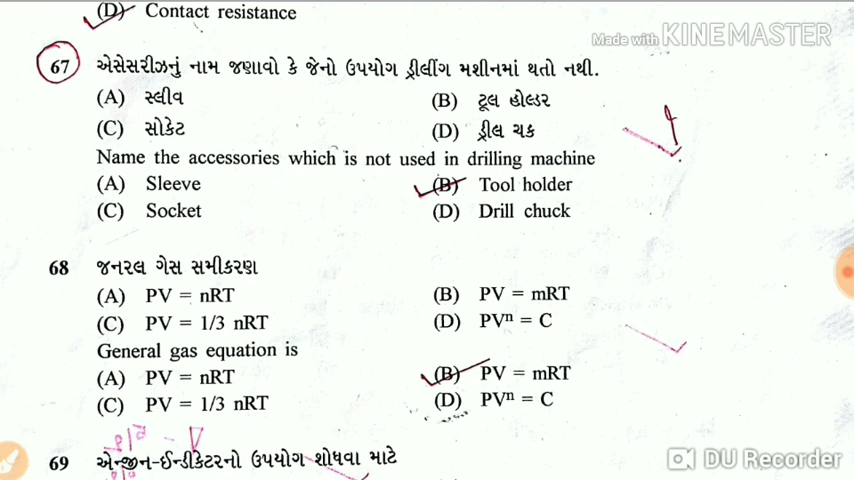 (D) Contact resistance
Made with KINEMASTER
67 એસેસરીઝનું નામ જણાવો કે જેનો ઉપયોગ ડ્રીલીંગ મશીનમાં થતો નથી.
(A) સ્લીવ (B) ટૂલ હોલ્ડર
(C) સોકેટ (D) ડ્રીલ ચક
Name the accessories which is not used in drilling machine
(A) Sleeve (B) Tool holder
(C) Socket (D) Drill chuck
68 જનરલ ગેસ સમીકરણ
(A) PV = nRT (B) PV = mRT
(C) PV = 1/3 nRT (D) PVⁿ = C
General gas equation is
(A) PV = nRT (B) PV = mRT
(C) PV = 1/3 nRT (D) PVⁿ = C
69 એન્જીન-ઈન્ડીકેટરનો ઉપયોગ શોધવા માટે
DU Recorder